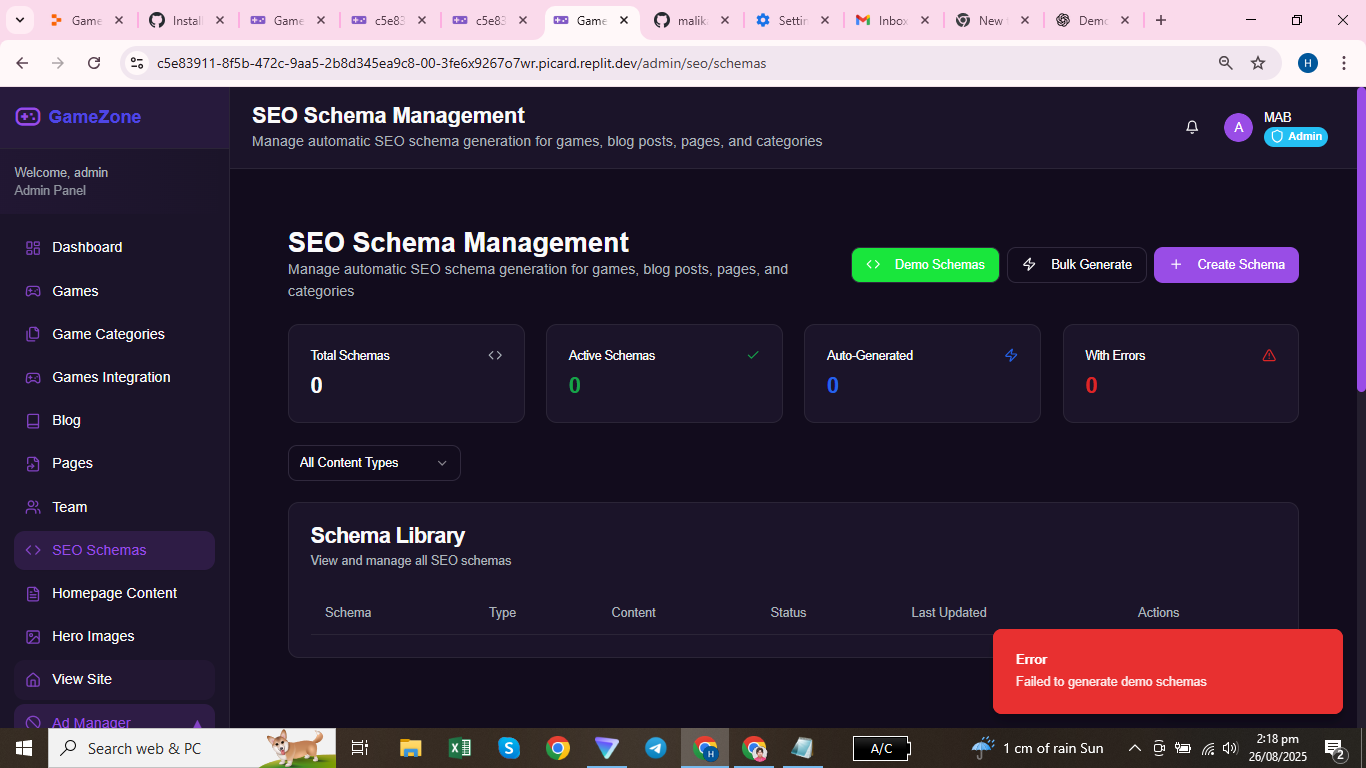 Game
Install
Game
c5e83
c5e83
Game
malik
Settin
Inbox
New
Demo
c5e83911-8f5b-472c-9aa5-2b8d345ea9c8-00-3fe6x9267o7wr.picard.replit.dev/admin/seo/schemas
H
GameZone
Welcome, admin
Admin Panel
Dashboard
Games
Game Categories
Games Integration
Blog
Pages
Team
SEO Schemas
Homepage Content
Hero Images
View Site
Ad Manager
SEO Schema Management
Manage automatic SEO schema generation for games, blog posts, pages, and categories
A
MAB
Admin
SEO Schema Management
Manage automatic SEO schema generation for games, blog posts, pages, and
categories
Demo Schemas
Bulk Generate
Create Schema
Total Schemas
0
Active Schemas
0
Auto-Generated
0
With Errors
0
All Content Types
Schema Library
View and manage all SEO schemas
Schema Type Content Status Last Updated Actions
Error
Failed to generate demo schemas
Search web & PC
A/C
1 cm of rain Sun
2:18 pm
26/08/2025
2